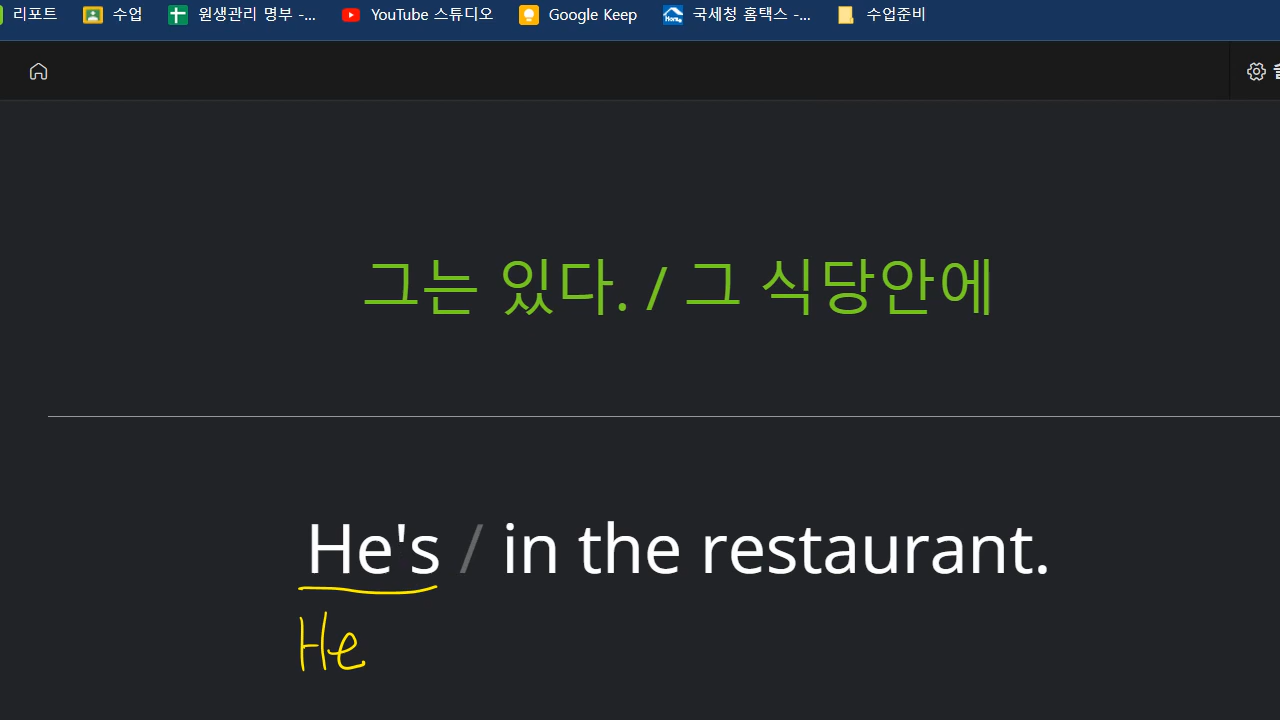 리포트 수업 원생관리 명부 -... YouTube 스튜디오 Google Keep 국세청 홈택스 -... 수업준비
그는 있다. / 그 식당안에
He's / in the restaurant.
He